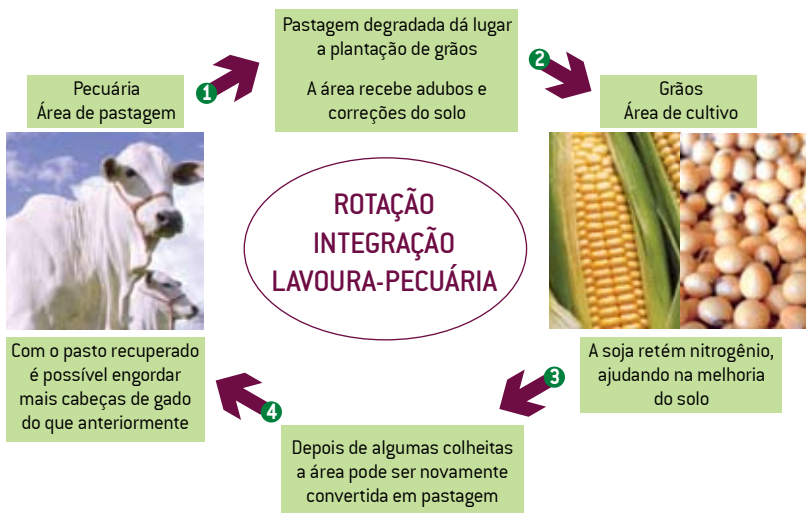 Pecuária
Área de pastagem
1
Pastagem degradada dá lugar
a plantação de grãos
A área recebe adubos e
correções do solo
2
Grãos
Área de cultivo
ROTAÇÃO
INTEGRAÇÃO
LAVOURA-PECUÁRIA
A soja retém nitrogênio,
ajudando na melhoria
do solo
3
Depois de algumas colheitas
a área pode ser novamente
convertida em pastagem
4
Com o pasto recuperado
é possível engordar
mais cabeças de gado
do que anteriormente